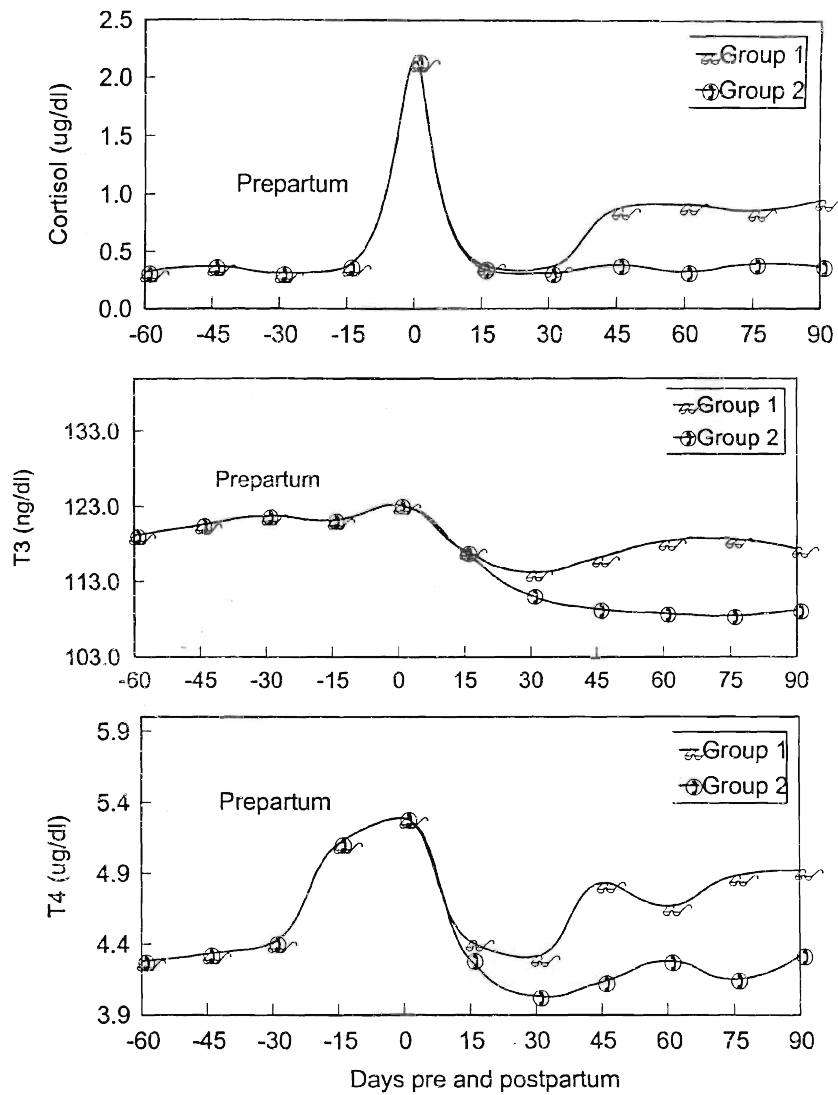 2.5
Group 1
Group 2
2.0
1.5
Cortisol (ug/dl)
Prepartum
1.0
0.5
0.0
-60 -45 -30 -15 0 15 30 45 60 75 90
Group 1
Group 2
133.0
Prepartum
123.0
T3 (ng/dl)
113.0
103.0
-60 -45 -30 -15 0 15 30 45 60 75 90
5.9
Group 1
Group 2
5.4
Prepartum
4.9
T4 (ug/dl)
4.4
3.9
-60 -45 -30 -15 0 15 30 45 60 75 90
Days pre and postpartum